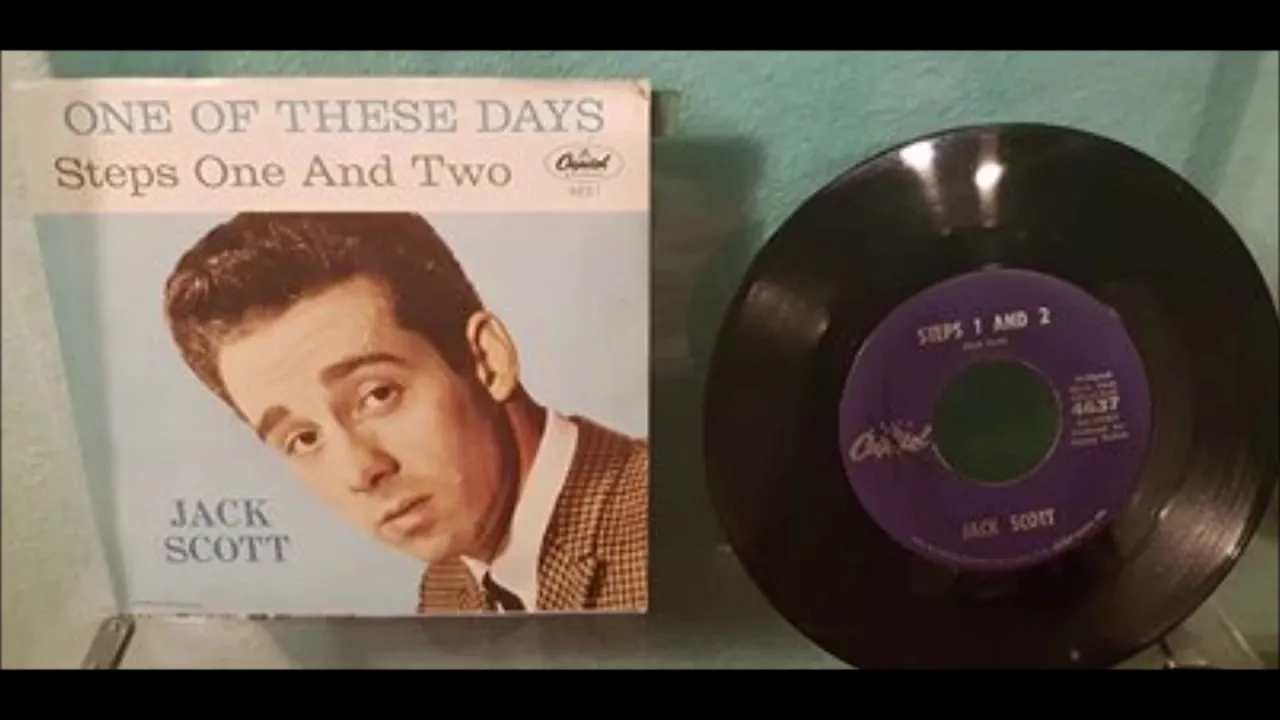 ONE OF THESE DAYS
Steps One And Two
Capitol
4637
JACK
SCOTT
STEPS 1 AND 2
4637
Capitol
JACK SCOTT